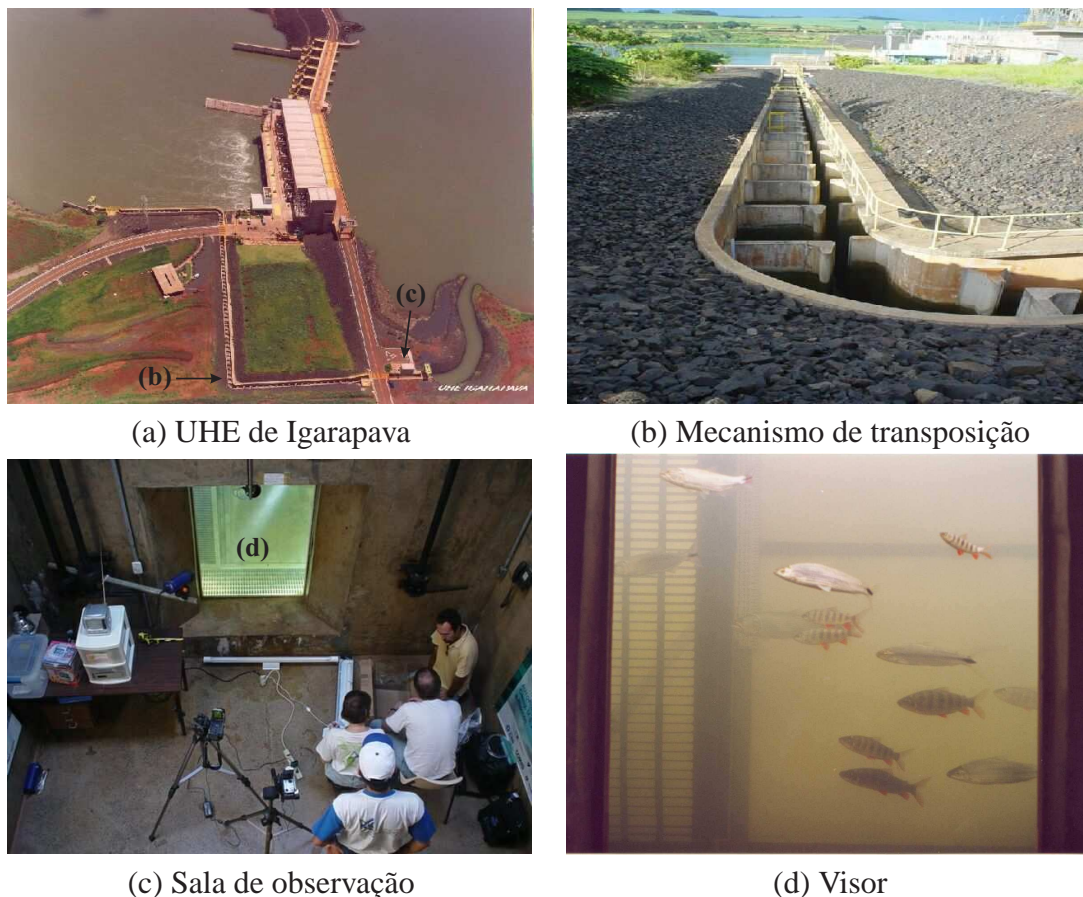 (c)
(b)
UHE IGARAPAVA
(a) UHE de Igarapava
(b) Mecanismo de transposição
(d)
(c) Sala de observação
(d) Visor